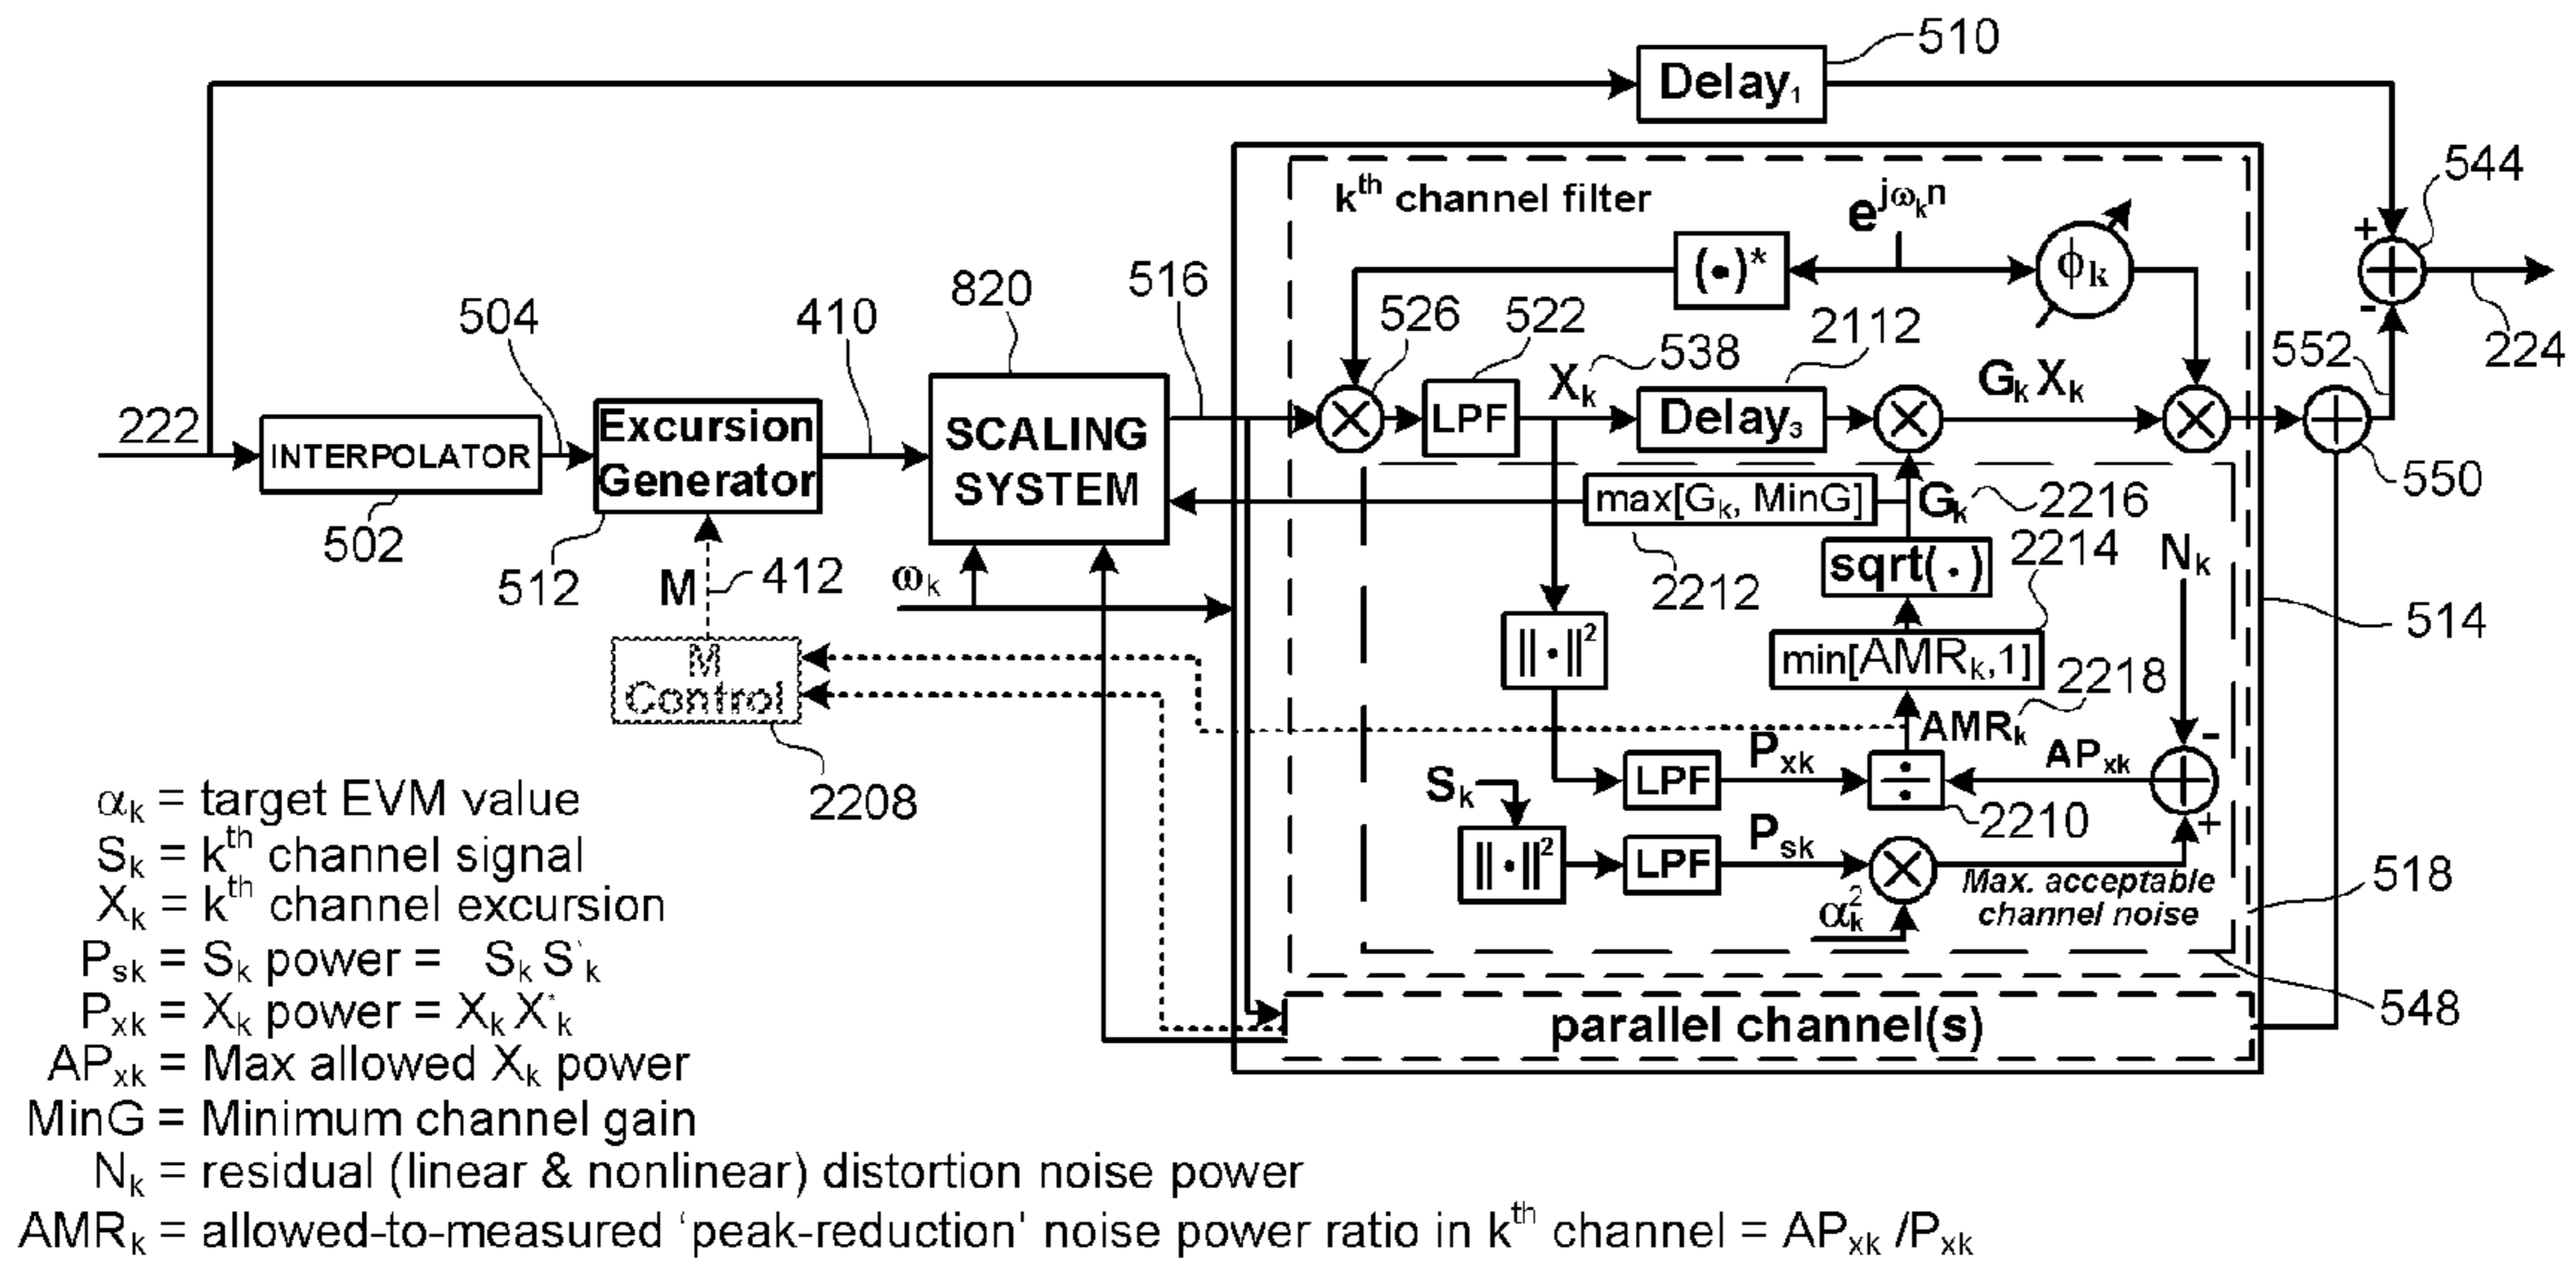 510
Delay₁
544
kᵗʰ channel filter
e^jωₖn
(•)*
ϕₖ
+
-
224
820
516
526
522
538
2112
552
504
410
Xₖ
GₖXₖ
222
INTERPOLATOR
Excursion
Generator
SCALING
SYSTEM
LPF
Delay₃
550
502
512
M
412
ωₖ
max[Gₖ, MinG]
Gₖ
2216
2212
sqrt(·)
2214
Nₖ
514
||·||²
min[AMRₖ,1]
2218
M
Control
2208
AMRₖ
-
LPF
Pₓₖ
÷
APₓₖ
+
2210
Sₖ
||·||²
LPF
Pₛₖ
αₖ²
Max. acceptable
channel noise
518
548
parallel channel(s)
αₖ = target EVM value
Sₖ = kᵗʰ channel signal
Xₖ = kᵗʰ channel excursion
Pₛₖ = Sₖ power = Sₖ S*ₖ
Pₓₖ = Xₖ power = Xₖ X*ₖ
APₓₖ = Max allowed Xₖ power
MinG = Minimum channel gain
Nₖ = residual (linear & nonlinear) distortion noise power
AMRₖ = allowed-to-measured ‘peak-reduction’ noise power ratio in kᵗʰ channel = APₓₖ /Pₓₖ